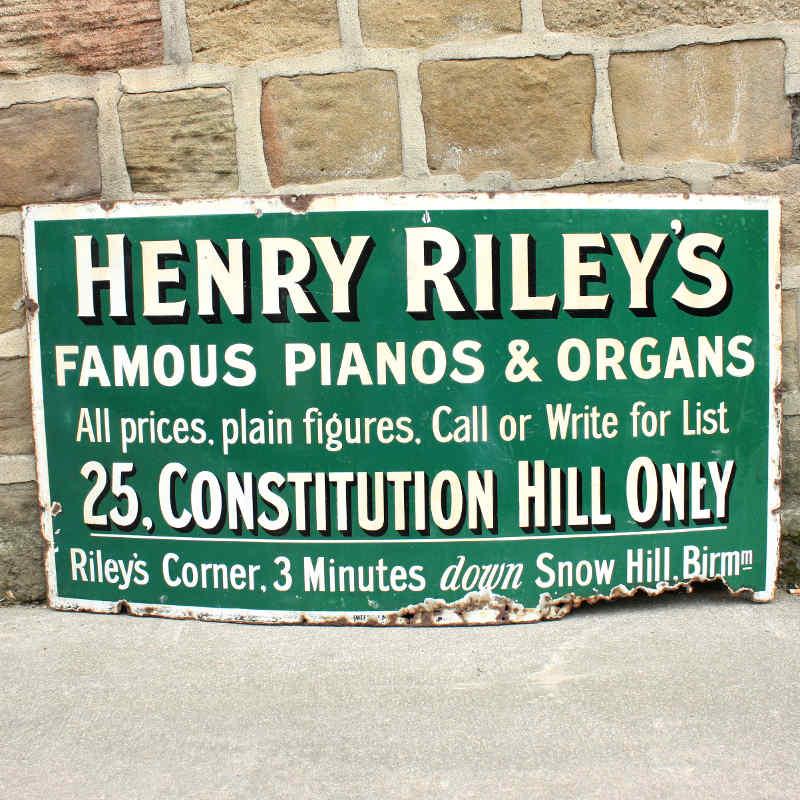 HENRY RILEY'S
FAMOUS PIANOS & ORGANS
All prices, plain figures. Call or Write for List
25, CONSTITUTION HILL ONLY
Riley's Corner, 3 Minutes down Snow Hill, Birmm